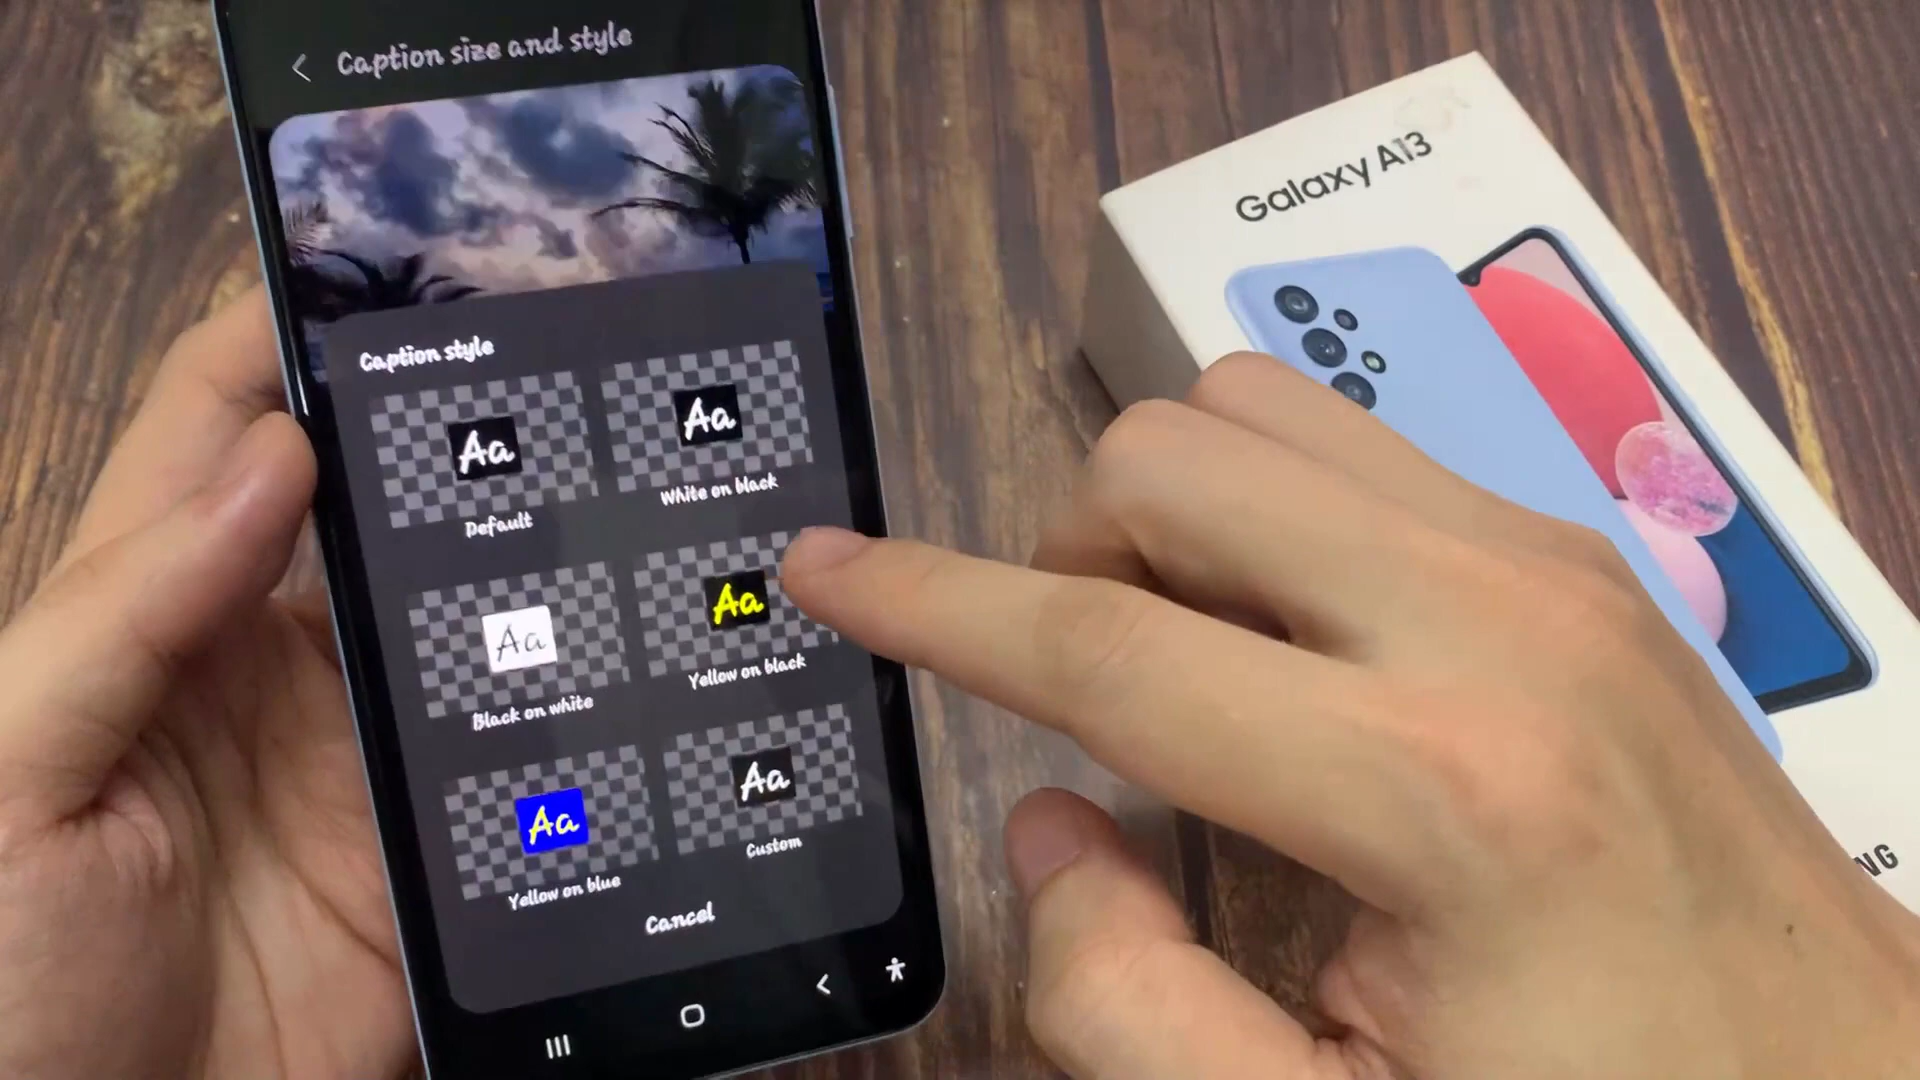 Caption size and style
Caption style
Aa
Default
Aa
White on black
Aa
Black on white
Aa
Yellow on black
Aa
Yellow on blue
Aa
Custom
Cancel
Galaxy A13
NG